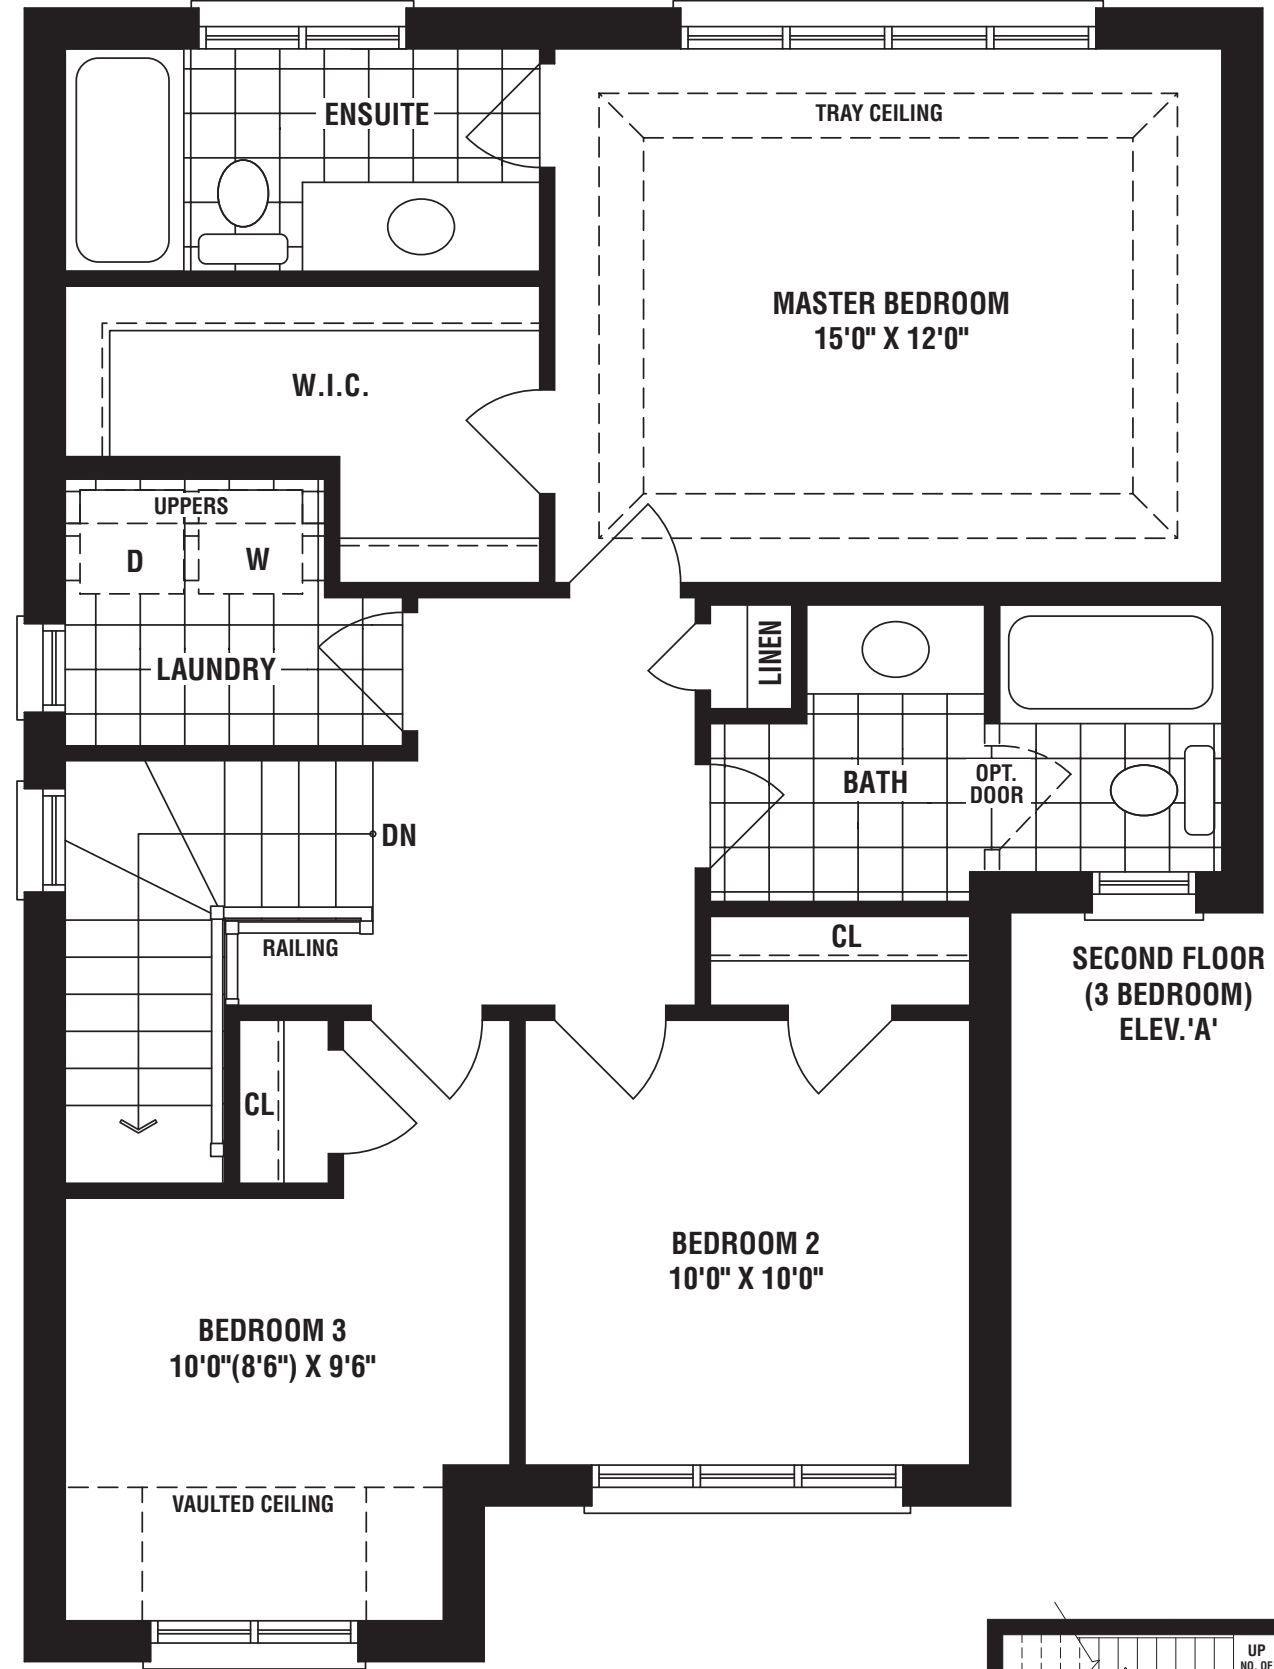 ENSUITE
TRAY CEILING
MASTER BEDROOM
15'0" X 12'0"
W.I.C.
UPPERS
D
W
LAUNDRY
LINEN
BATH
OPT.
DOOR
DN
RAILING
CL
SECOND FLOOR
(3 BEDROOM)
ELEV.'A'
CL
BEDROOM 2
10'0" X 10'0"
BEDROOM 3
10'0"(8'6") X 9'6"
VAULTED CEILING
UP
NO. OF